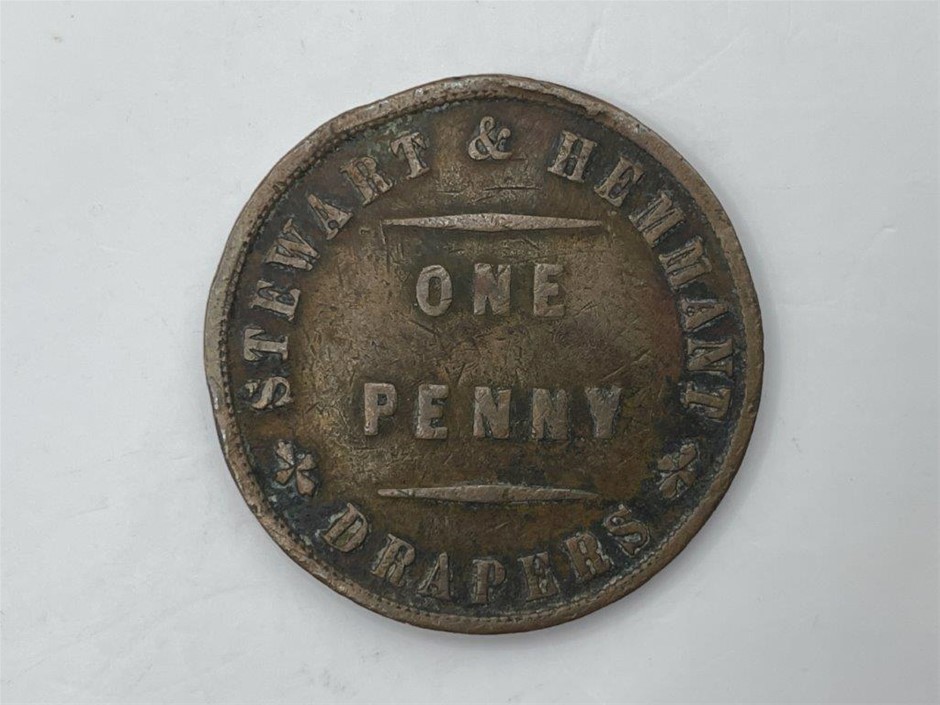 STEWART & HEMMANT
ONE
PENNY
DRAPERS